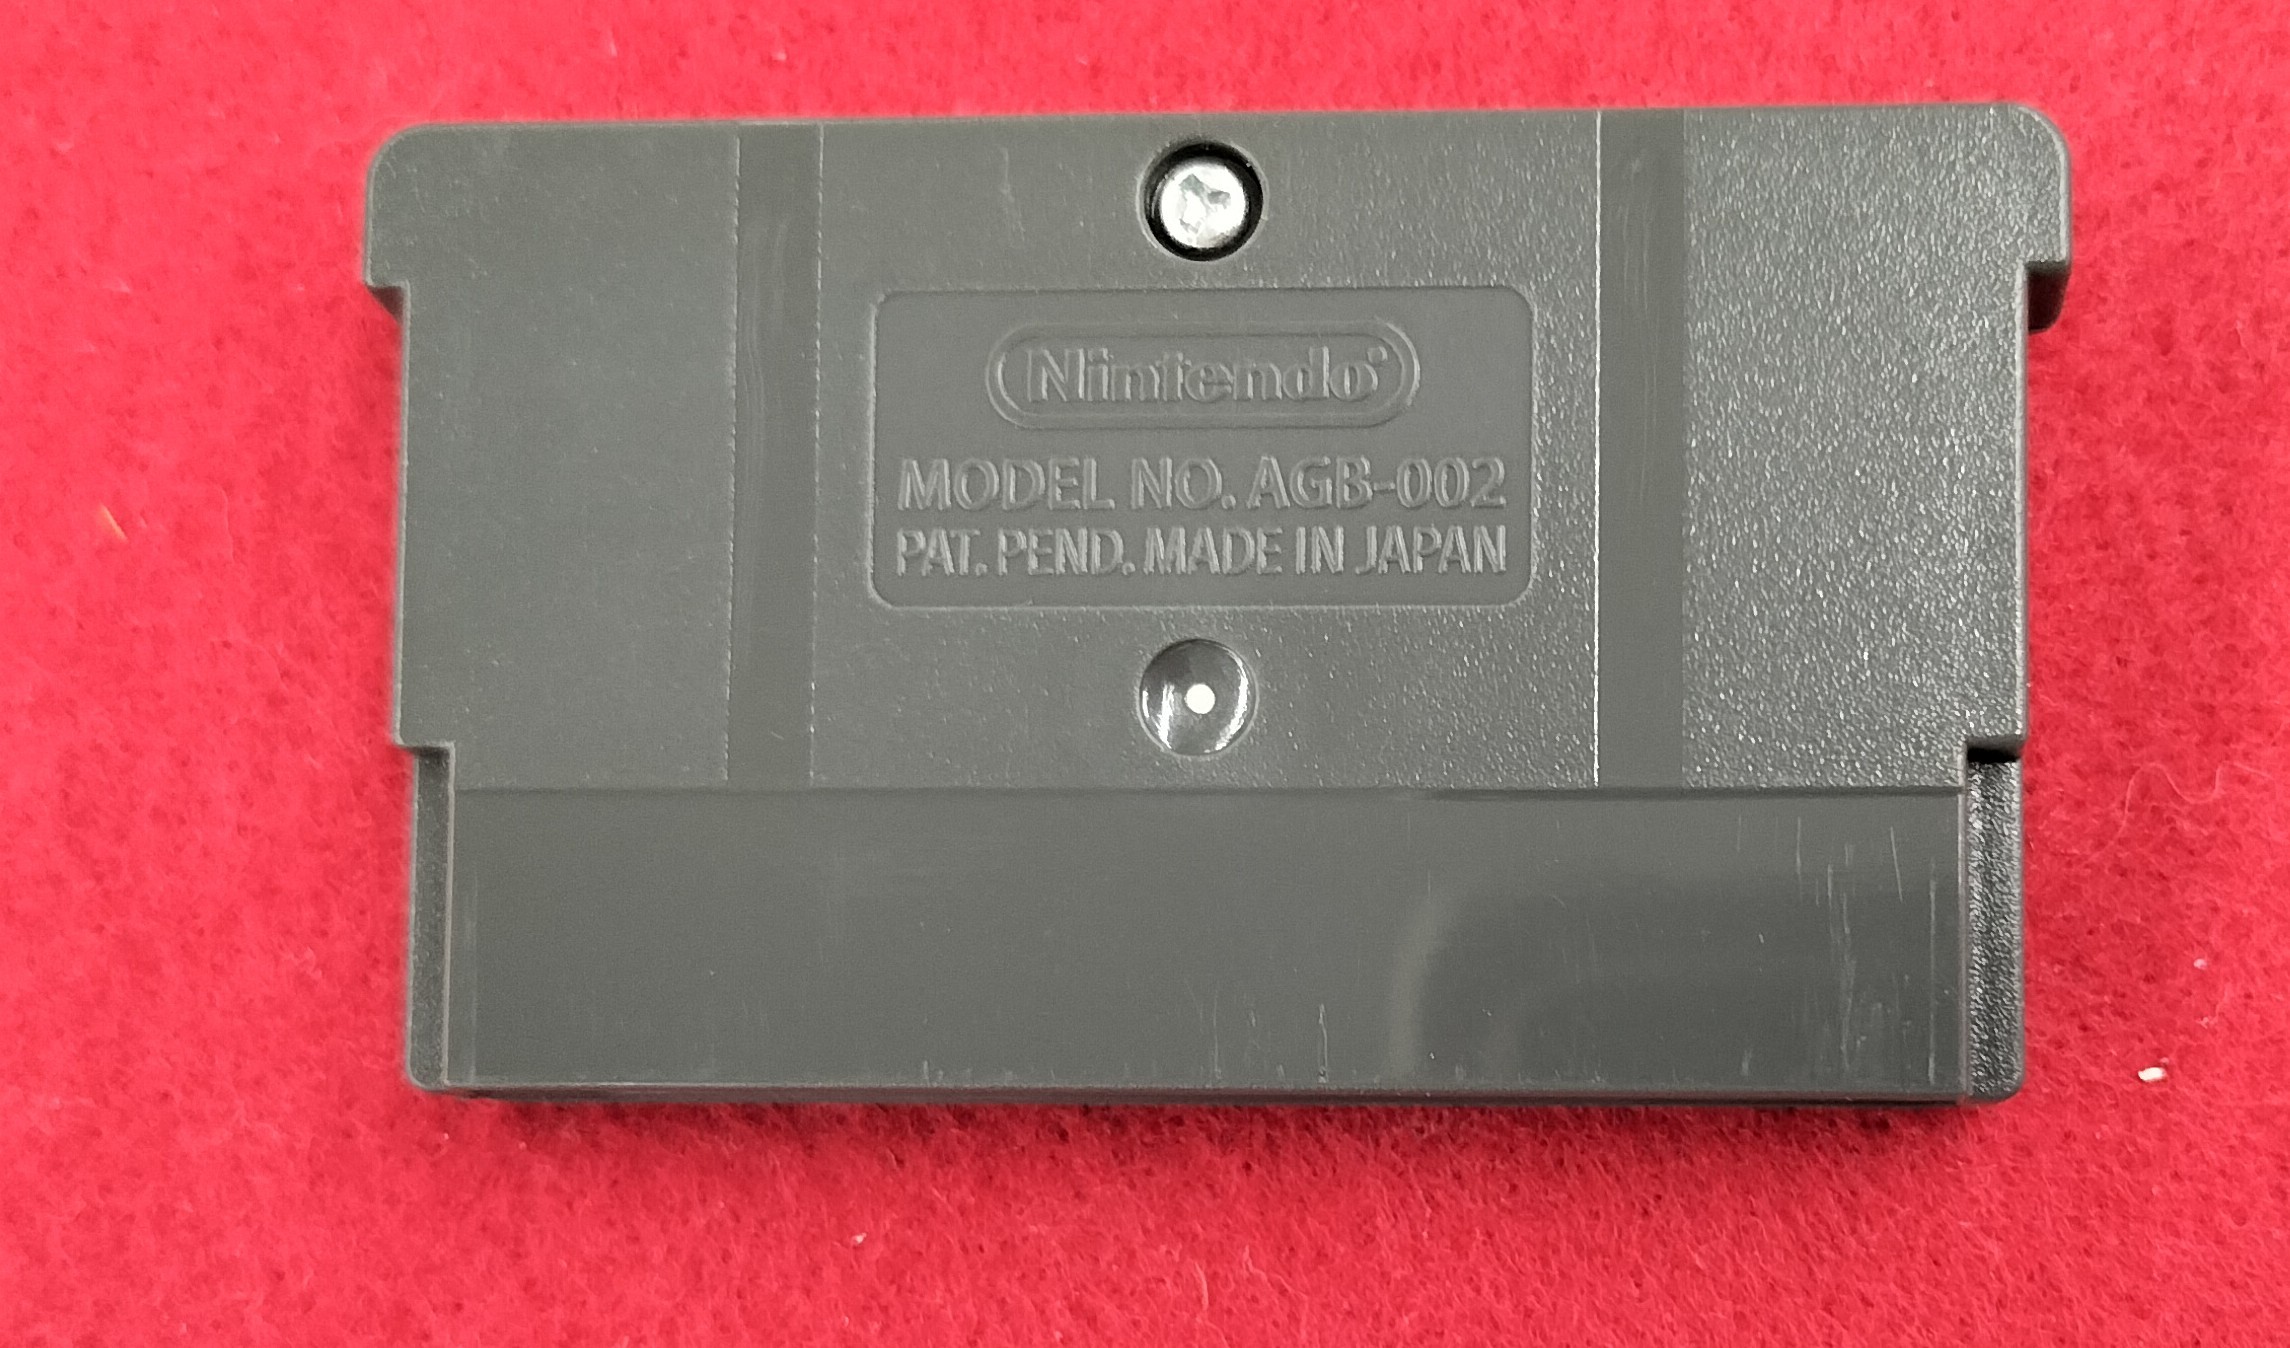 Nintendo
MODEL NO. AGB-002
PAT. PEND. MADE IN JAPAN